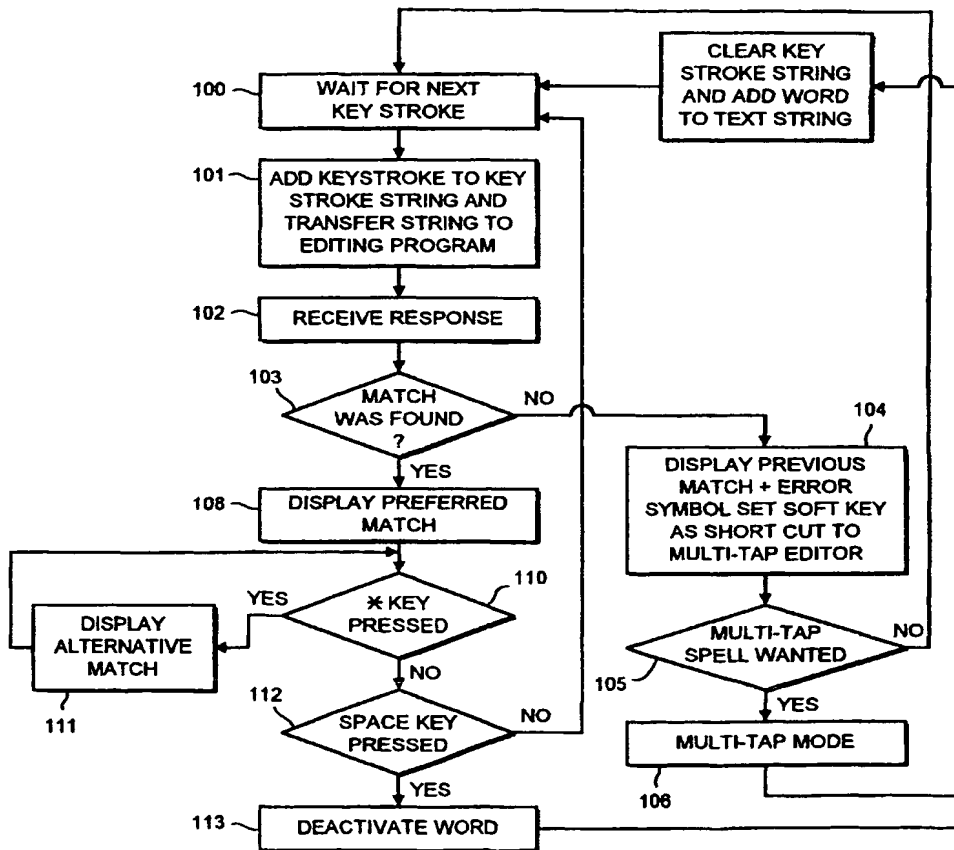 CLEAR KEY
STROKE STRING
AND ADD WORD
TO TEXT STRING
100
WAIT FOR NEXT
KEY STROKE
101
ADD KEYSTROKE TO KEY
STROKE STRING AND
TRANSFER STRING TO
EDITING PROGRAM
102
RECEIVE RESPONSE
103
MATCH
WAS FOUND
?
NO
YES
104
DISPLAY PREVIOUS
MATCH + ERROR
SYMBOL SET SOFT KEY
AS SHORT CUT TO
MULTI-TAP EDITOR
108
DISPLAY PREFERRED
MATCH
110
* KEY
PRESSED
YES
NO
DISPLAY
ALTERNATIVE
MATCH
111
MULTI-TAP
SPELL WANTED
NO
105
YES
112
SPACE KEY
PRESSED
NO
YES
MULTI-TAP MODE
106
113
DEACTIVATE WORD